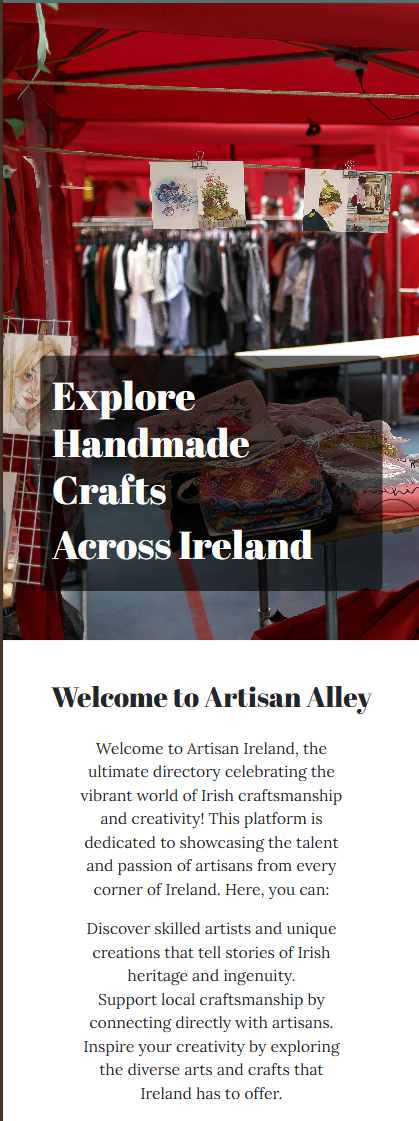 Explore
Handmade
Crafts
Across Ireland
Welcome to Artisan Alley
Welcome to Artisan Ireland, the
ultimate directory celebrating the
vibrant world of Irish craftsmanship
and creativity! This platform is
dedicated to showcasing the talent
and passion of artisans from every
corner of Ireland. Here, you can:
Discover skilled artists and unique
creations that tell stories of Irish
heritage and ingenuity.
Support local craftsmanship by
connecting directly with artisans.
Inspire your creativity by exploring
the diverse arts and crafts that
Ireland has to offer.